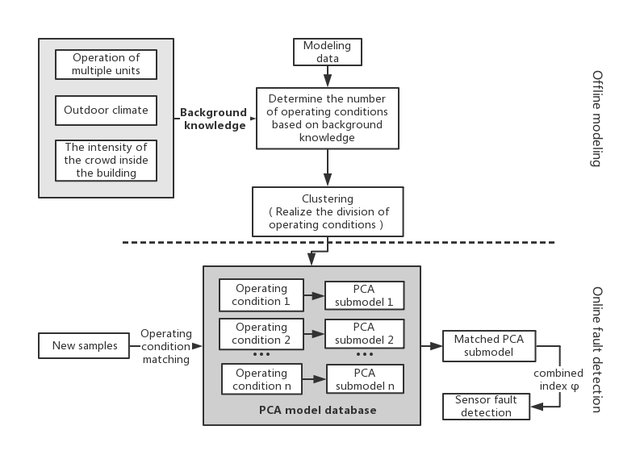 Operation of
multiple units
Outdoor climate
The intensity of
the crowd inside
the building
Background
knowledge
Modeling
data
Determine the number
of operating conditions
based on background
knowledge
Clustering
( Realize the division of
operating conditions )
Offline modeling
New samples
Operating
condition
matching
Operating
condition 1
PCA
submodel 1
Operating
condition 2
PCA
submodel 2
•••
•••
Operating
condition n
PCA
submodel n
PCA model database
Matched PCA
submodel
combined
index φ
Sensor fault
detection
Online fault detection